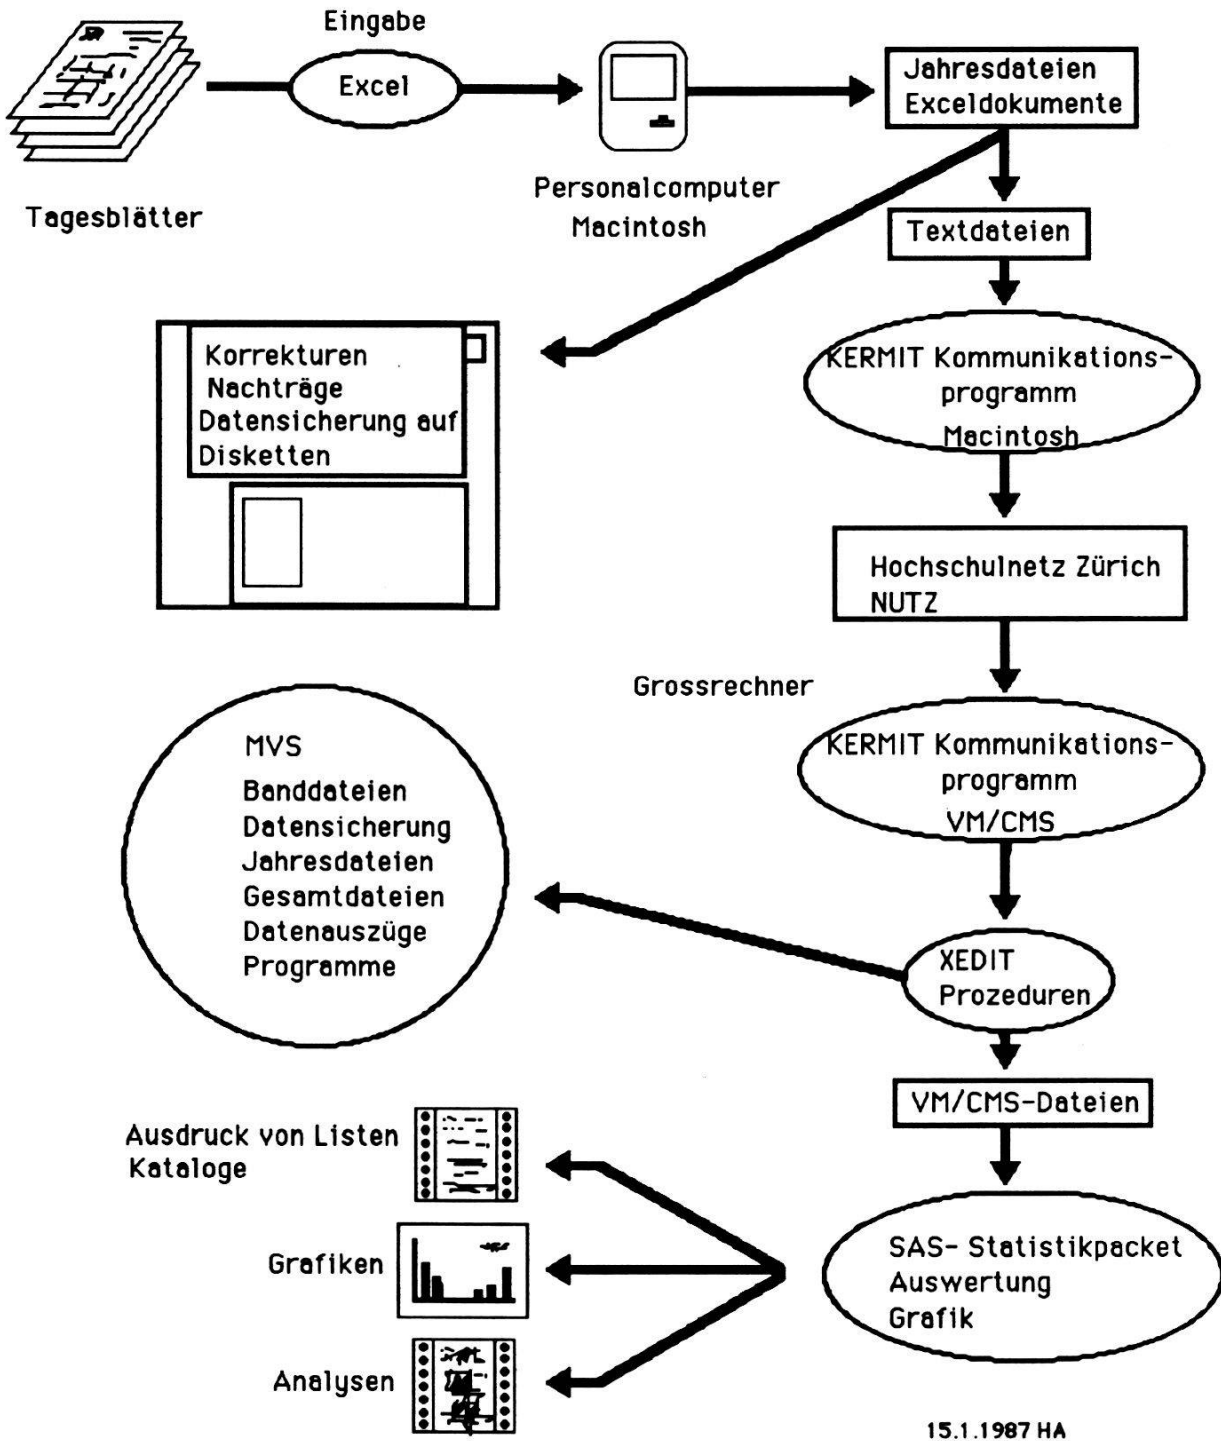 Eingabe
Excel
Tagesblätter
Personalcomputer
Macintosh
Jahresdateien
Exceldokumente
Textdateien
KERMIT Kommunikations-
programm
Macintosh
Korrekturen
Nachträge
Datensicherung auf
Disketten
Hochschulnetz Zürich
NUTZ
Grossrechner
KERMIT Kommunikations-
programm
VM/CMS
MVS
Banddateien
Datensicherung
Jahresdateien
Gesamtdateien
Datenauszüge
Programme
XEDIT
Prozeduren
VM/CMS-Dateien
SAS- Statistikpacket
Auswertung
Grafik
Ausdruck von Listen
Kataloge
Grafiken
Analysen
15.1.1987 HA